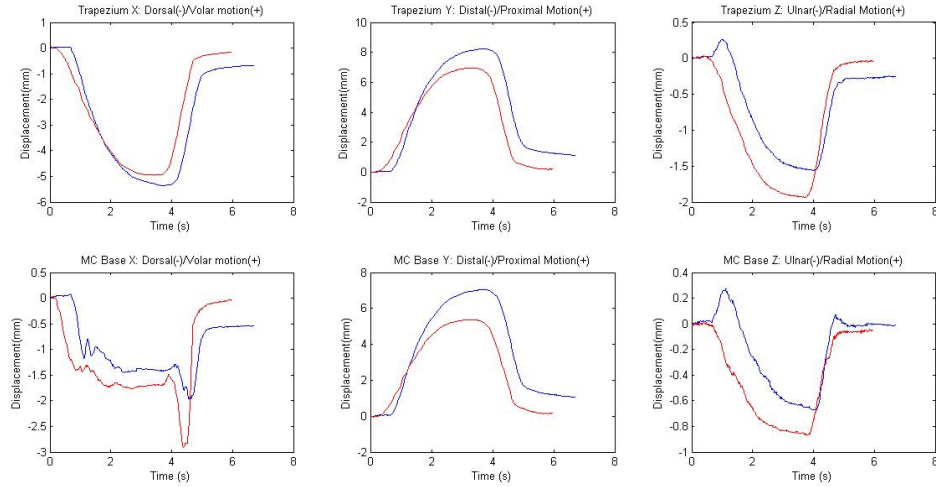 Trapezium X: Dorsal(-)/Volar motion(+)
0
-1
-2
-3
-4
-5
-6
Displacement(mm)
0 2 4 6 8
Time (s)
Trapezium Y: Distal(-)/Proximal Motion(+)
10
8
6
4
2
0
-2
Displacement(mm)
0 2 4 6 8
Time (s)
Trapezium Z: Ulnar(-)/Radial Motion(+)
0.5
0
-0.5
-1
-1.5
-2
Displacement(mm)
0 2 4 6 8
Time (s)
MC Base X: Dorsal(-)/Volar motion(+)
0.5
0
-0.5
-1
-1.5
-2
-2.5
-3
Displacement(mm)
0 2 4 6 8
Time (s)
MC Base Y: Distal(-)/Proximal Motion(+)
8
6
4
2
0
-2
Displacement(mm)
0 2 4 6 8
Time (s)
MC Base Z: Ulnar(-)/Radial Motion(+)
0.4
0.2
0
-0.2
-0.4
-0.6
-0.8
-1
Displacement(mm)
0 2 4 6 8
Time (s)